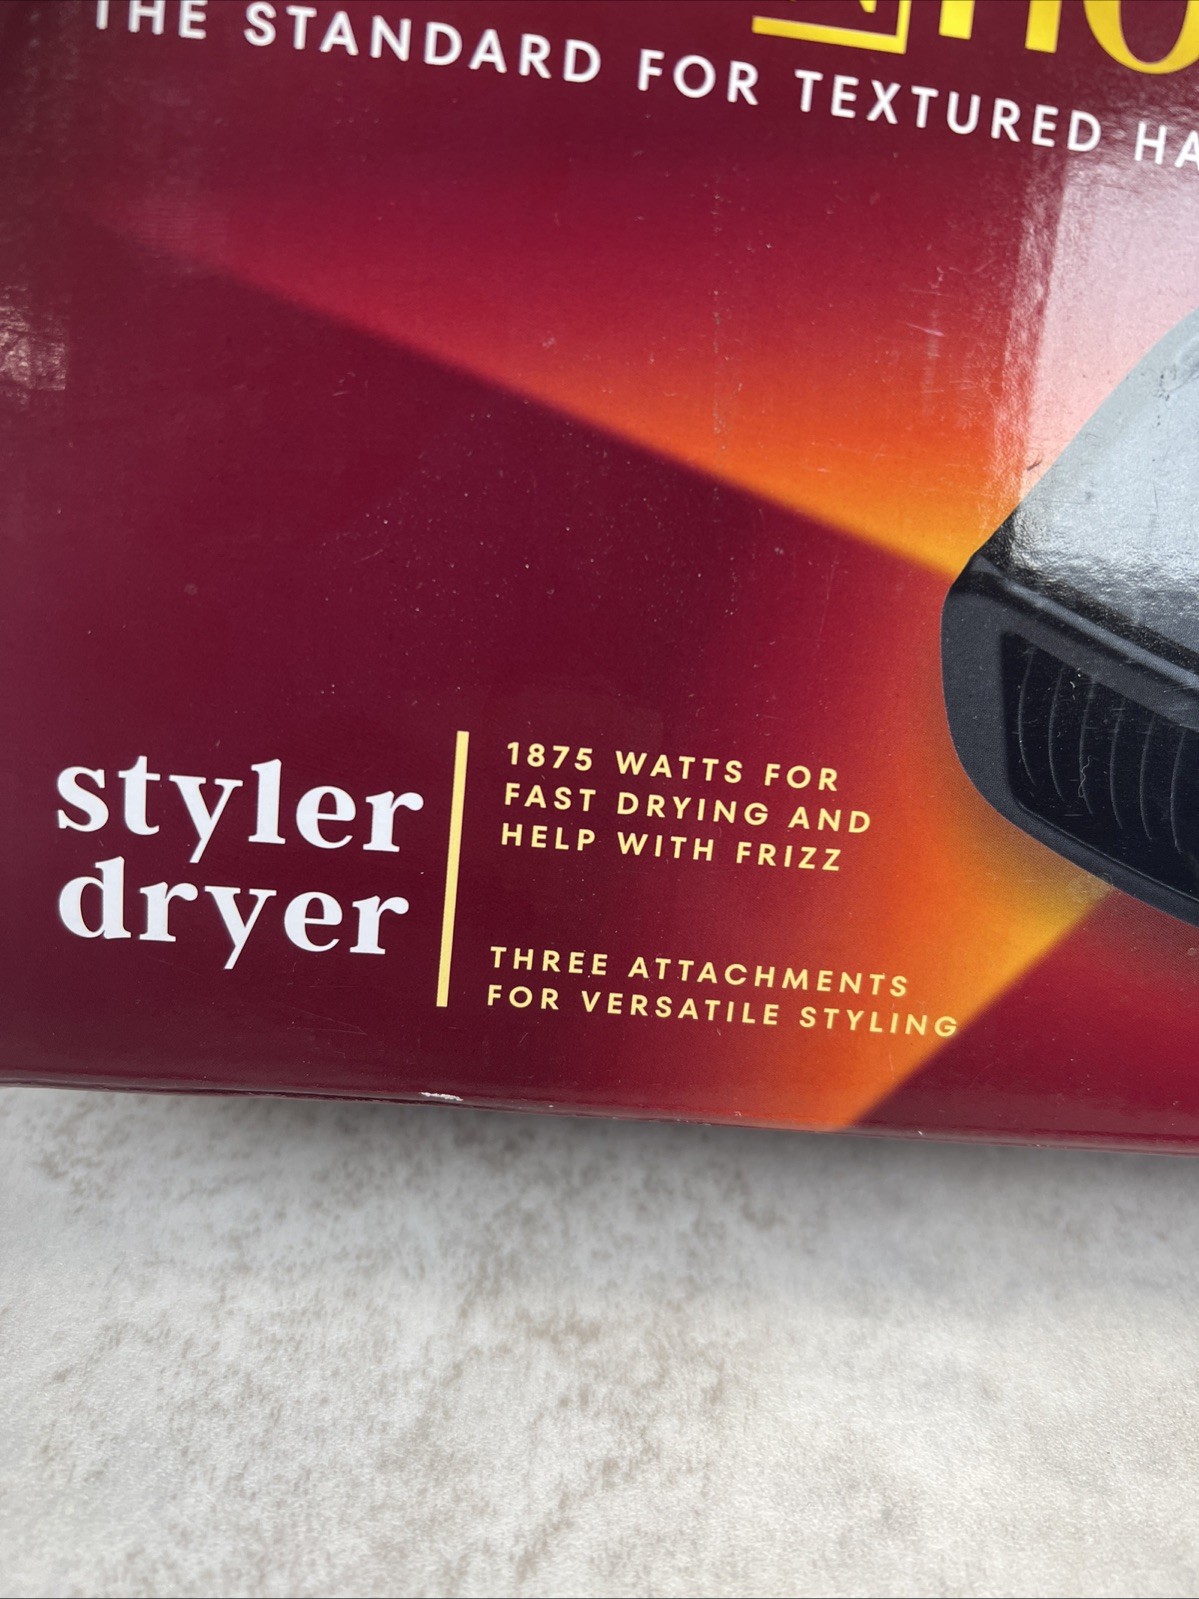 THE STANDARD FOR TEXTURED
styler
dryer
1875 WATTS FOR
FAST DRYING AND
HELP WITH FRIZZ
THREE ATTACHMENTS
FOR VERSATILE STYLING